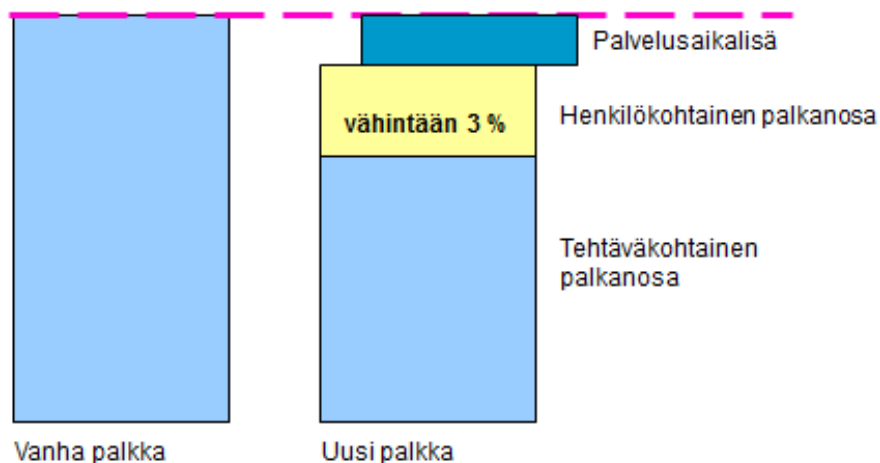 Palvelusaikalisä
vähintään 3 %
Henkilökohtainen palkanosa
Tehtäväkohtainen
palkanosa
Vanha palkka
Uusi palkka